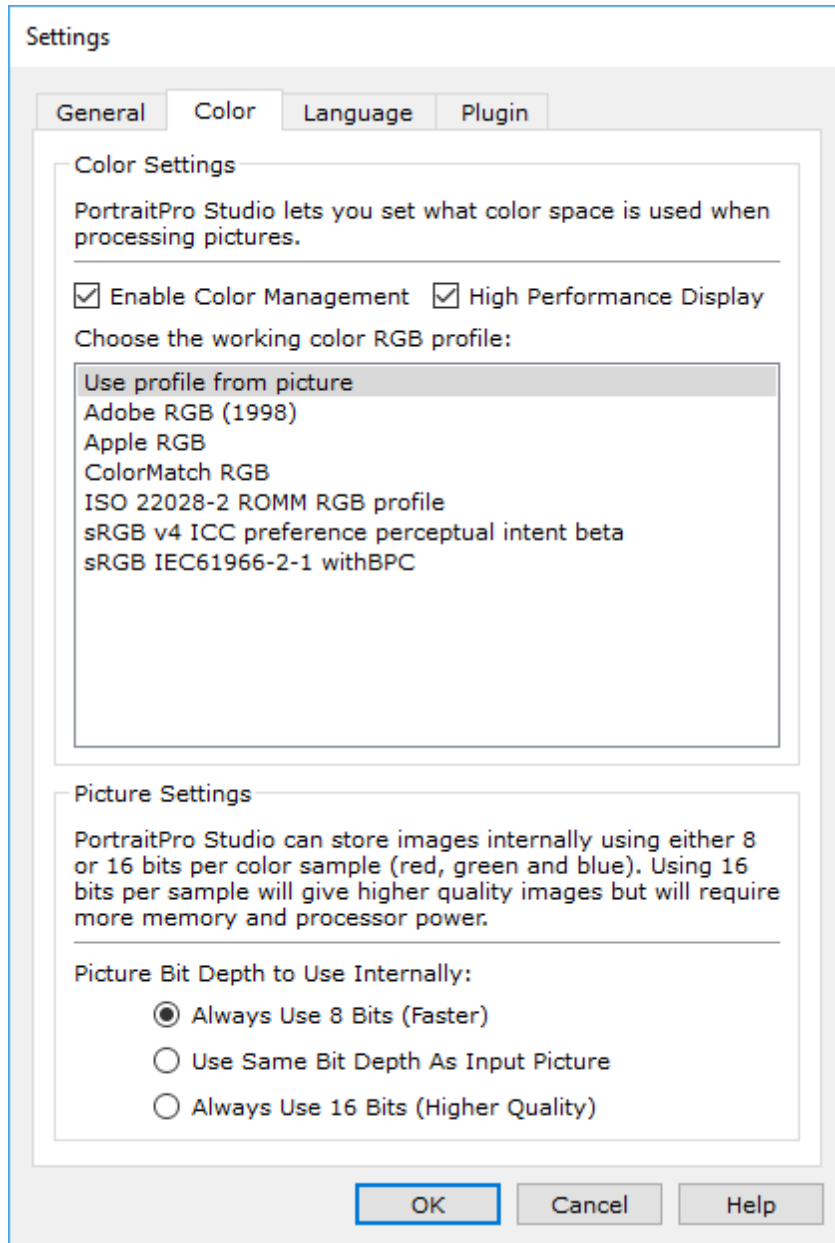 Settings
General Color Language Plugin
Color Settings
PortraitPro Studio lets you set what color space is used when
processing pictures.
Enable Color Management High Performance Display
Choose the working color RGB profile:
Use profile from picture
Adobe RGB (1998)
Apple RGB
ColorMatch RGB
ISO 22028-2 ROMM RGB profile
sRGB v4 ICC preference perceptual intent beta
sRGB IEC61966-2-1 withBPC
Picture Settings
PortraitPro Studio can store images internally using either 8
or 16 bits per color sample (red, green and blue). Using 16
bits per sample will give higher quality images but will require
more memory and processor power.
Picture Bit Depth to Use Internally:
Always Use 8 Bits (Faster)
Use Same Bit Depth As Input Picture
Always Use 16 Bits (Higher Quality)
OK Cancel Help